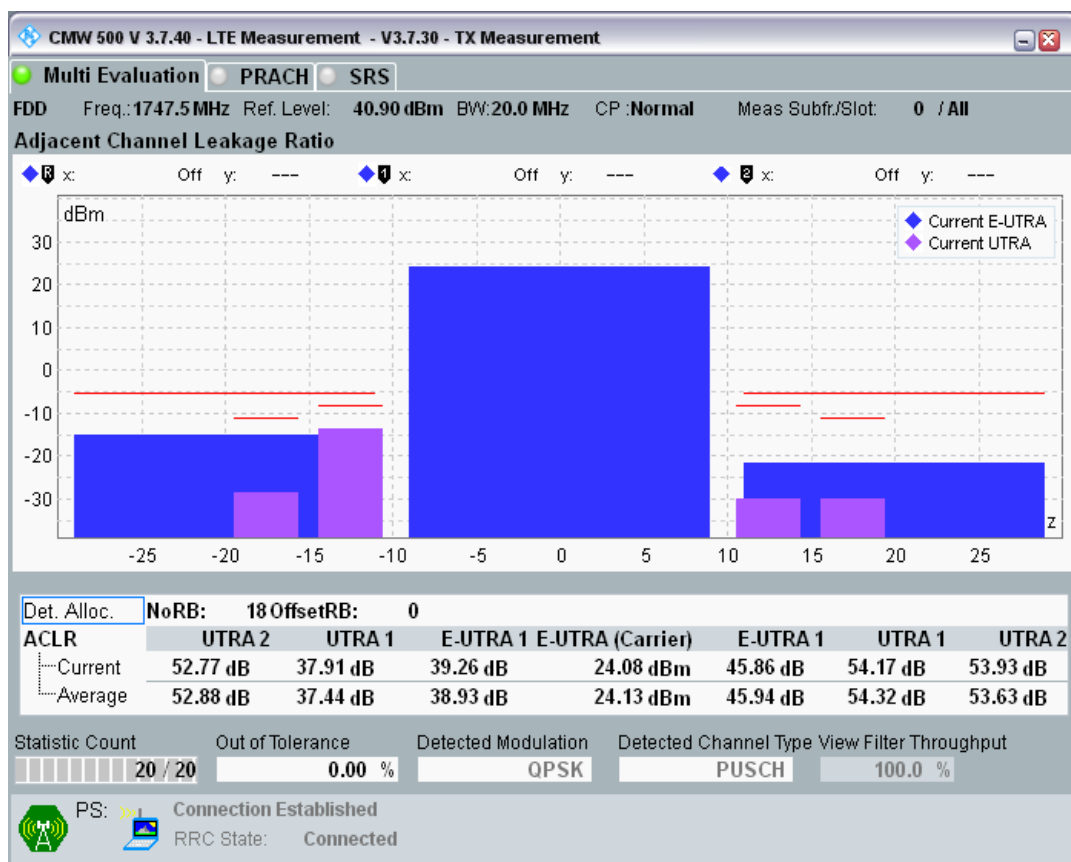 CMW 500 V 3.7.40 - LTE Measurement - V3.7.30 - TX Measurement
Multi Evaluation PRACH SRS
FDD Freq.: 1747.5 MHz Ref. Level: 40.90 dBm BW: 20.0 MHz CP : Normal Meas Subfr./Slot: 0 / All
Adjacent Channel Leakage Ratio
R x: Off y: --- 1 x: Off y: --- 2 x: Off y: ---
dBm
Current E-UTRA
Current UTRA
30
20
10
0
-10
-20
-30
z
-25 -20 -15 -10 -5 0 5 10 15 20 25
Det. Alloc. NoRB: 18 OffsetRB: 0
ACLR UTRA 2 UTRA 1 E-UTRA 1 E-UTRA (Carrier) E-UTRA 1 UTRA 1 UTRA 2
Current 52.77 dB 37.91 dB 39.26 dB 24.08 dBm 45.86 dB 54.17 dB 53.93 dB
Average 52.88 dB 37.44 dB 38.93 dB 24.13 dBm 45.94 dB 54.32 dB 53.63 dB
Statistic Count Out of Tolerance Detected Modulation Detected Channel Type View Filter Throughput
20 / 20 0.00 % QPSK PUSCH 100.0 %
PS: Connection Established
RRC State: Connected